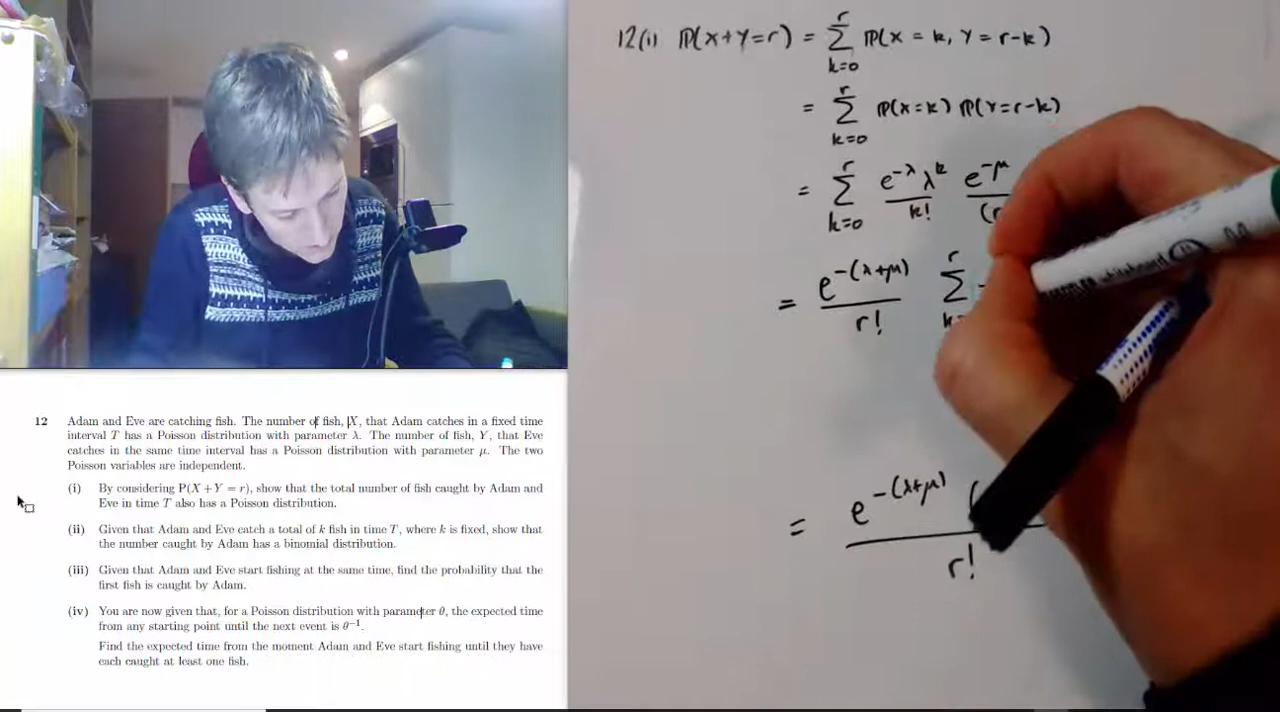 12 Adam and Eve are catching fish. The number of fish, X, that Adam catches in a fixed time
interval T has a Poisson distribution with parameter λ. The number of fish, Y, that Eve
catches in the same time interval has a Poisson distribution with parameter μ. The two
Poisson variables are independent.
(i) By considering P(X + Y = r), show that the total number of fish caught by Adam and
Eve in time T also has a Poisson distribution.
(ii) Given that Adam and Eve catch a total of k fish in time T, where k is fixed, show that
the number caught by Adam has a binomial distribution.
(iii) Given that Adam and Eve start fishing at the same time, find the probability that the
first fish is caught by Adam.
(iv) You are now given that, for a Poisson distribution with parameter θ, the expected time
from any starting point until the next event is θ⁻¹.
Find the expected time from the moment Adam and Eve start fishing until they have
each caught at least one fish.
12(i) ℙ(X+Y=r) = Σ_{k=0}^{r} ℙ(X = k, Y = r-k)
= Σ_{k=0}^{r} ℙ(X=k) ℙ(Y=r-k)
= Σ_{k=0}^{r} e^{-λ} λ^k / k! e^{-μ} / (r
= e^{-(λ+μ)} / r! Σ
= e^{-(λ+μ)} ( / r!